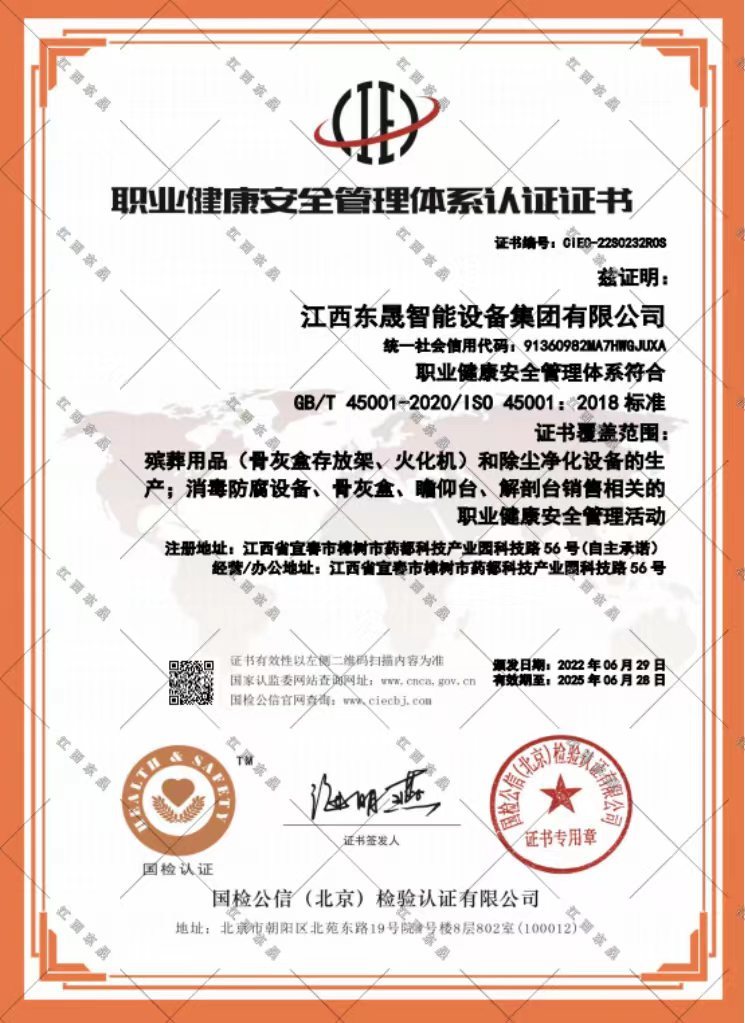 CIEC
职业健康安全管理体系认证证书
证书编号：CIEC-22S0232R0S
兹证明：
江西东晟智能设备集团有限公司
统一社会信用代码：91360982MA7HWGJUXA
职业健康安全管理体系符合
GB/T 45001-2020/ISO 45001：2018 标准
证书覆盖范围：
殡葬用品（骨灰盒存放架、火化机）和除尘净化设备的生
产；消毒防腐设备、骨灰盒、瞻仰台、解剖台销售相关的
职业健康安全管理活动
注册地址：江西省宜春市樟树市药都科技产业园科技路 56 号(自主承诺)
经营/办公地址：江西省宜春市樟树市药都科技产业园科技路 56 号
证书有效性以左侧二维码扫描内容为准
国家认监委网站查询网址：www.cnca.gov.cn
国检公信官网查询：www.ciecbj.com
颁发日期：2022 年 06 月 29 日
有效期至：2025 年 06 月 28 日
HEALTH & SAFETY
TM
国检认证
证书签发人
国检公信(北京)检验认证有限公司
证书专用章
国检公信（北京）检验认证有限公司
地址：北京市朝阳区北苑东路19号院4号楼8层802室(100012)
江西东晟